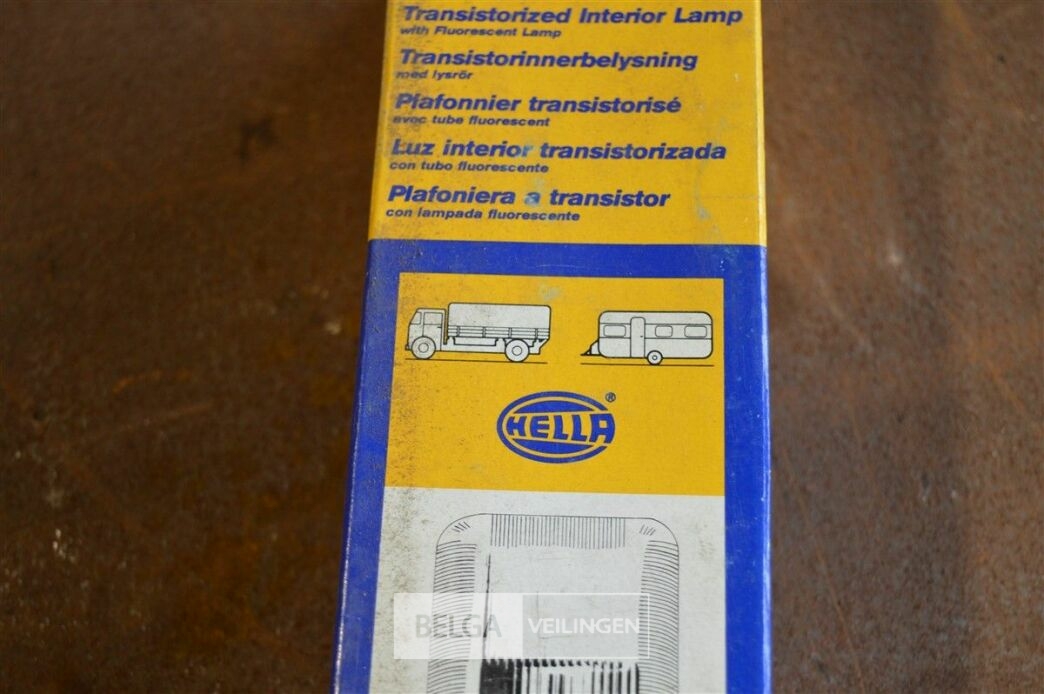 Transistorized Interior Lamp
with Fluorescent Lamp
Transistorinnerbelysning
med lysrör
Plafonnier transistorisé
avec tube fluorescent
Luz interior transistorizada
con tubo fluorescente
Plafoniera a transistor
con lampada fluorescente
HELLA®
BELGA VEILINGEN